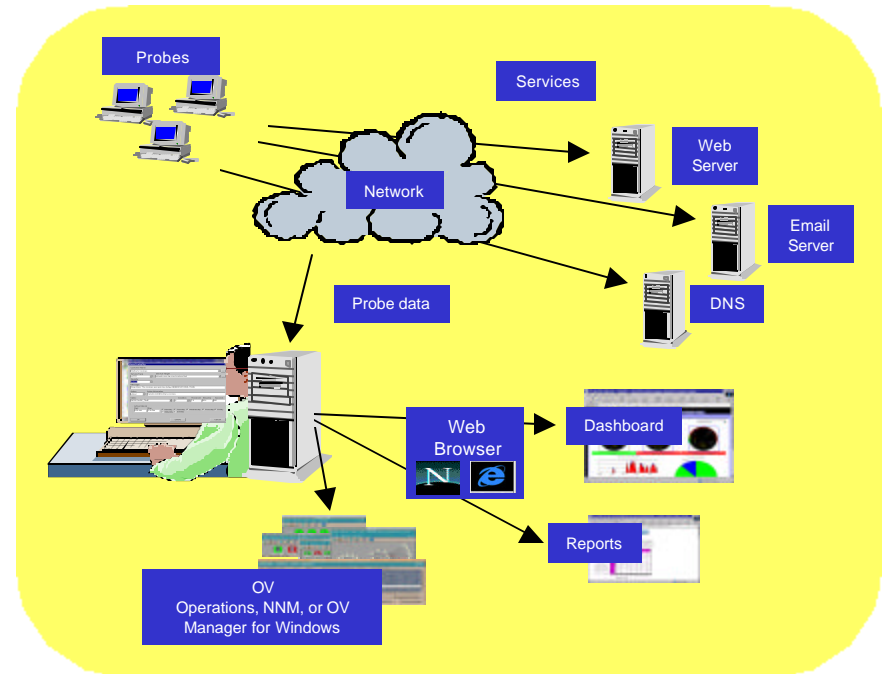 Probes
Services
Web
Server
Network
Email
Server
Probe data
DNS
Web
Browser
N
e
Dashboard
Reports
OV
Operations, NNM, or OV
Manager for Windows